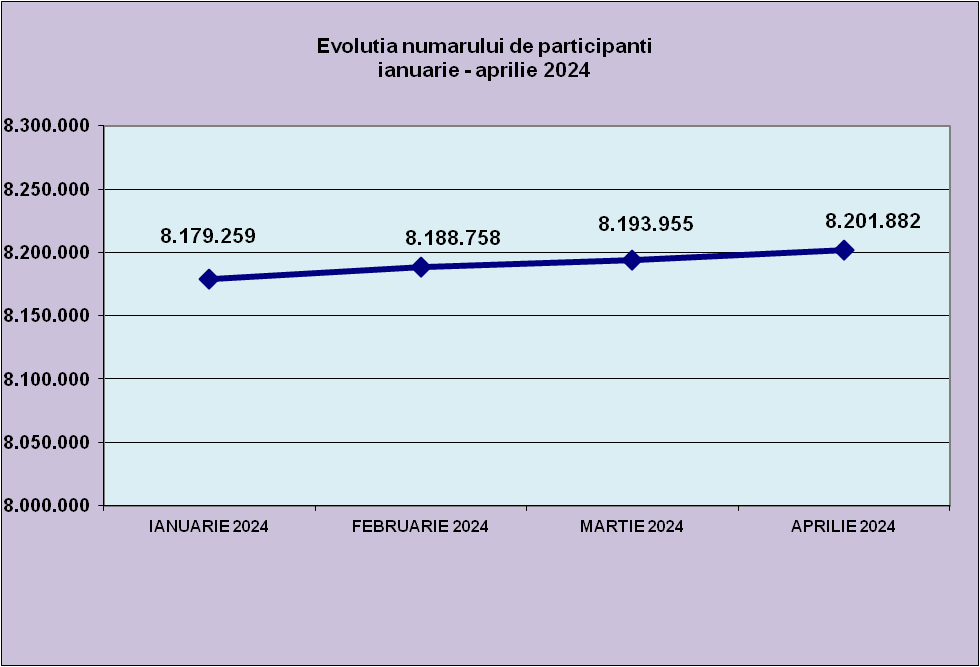 Evolutia numarului de participanti
ianuarie - aprilie 2024
8.300.000
8.250.000
8.200.000
8.150.000
8.100.000
8.050.000
8.000.000
8.179.259
8.188.758
8.193.955
8.201.882
IANUARIE 2024
FEBRUARIE 2024
MARTIE 2024
APRILIE 2024